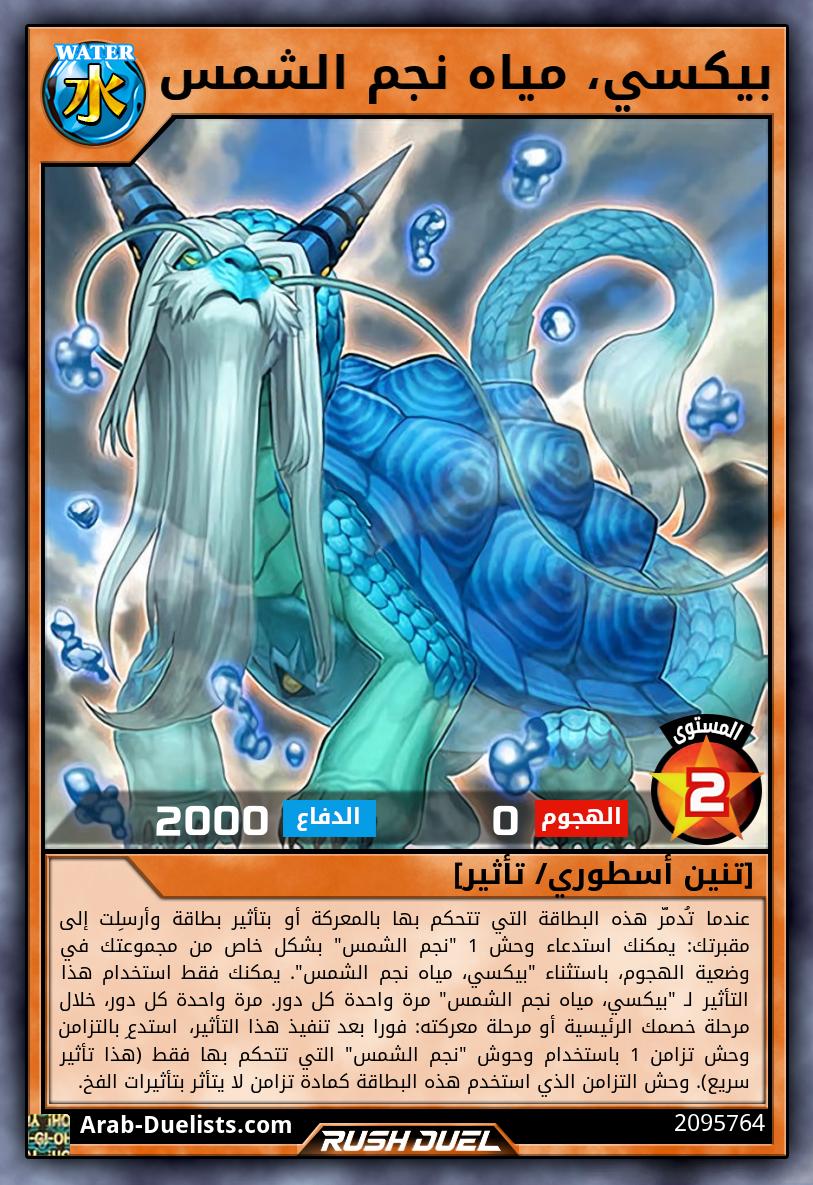 WATER
水
بيكسي، مياه نجم الشمس
المستوى
2
الهجوم 0
الدفاع 2000
[تنين أسطوري/ تأثير]
عندما تُدمرّ هذه البطاقة التي تتحكم بها بالمعركة أو بتأثير بطاقة وأرسِلت إلى
مقبرتك: يمكنك استدعاء وحش 1 "نجم الشمس" بشكل خاص من مجموعتك في
وضعية الهجوم، باستثناء "بيكسي، مياه نجم الشمس". يمكنك فقط استخدام هذا
التأثير لـ "بيكسي، مياه نجم الشمس" مرة واحدة كل دور. مرة واحدة كل دور، خلال
مرحلة خصمك الرئيسية أو مرحلة معركته: فورا بعد تنفيذ هذا التأثير، استدعِ بالتزامن
وحش تزامن 1 باستخدام وحوش "نجم الشمس" التي تتحكم بها فقط (هذا تأثير
سريع). وحش التزامن الذي استخدم هذه البطاقة كمادة تزامن لا يتأثر بتأثيرات الفخ.
Arab-Duelists.com
RUSH DUEL
2095764